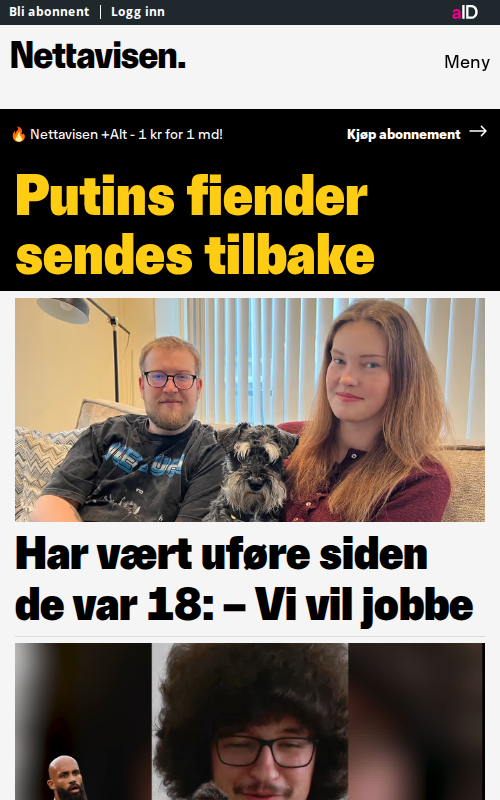 Bli abonnent | Logg inn
aID
Nettavisen.
Meny
🔥 Nettavisen +Alt - 1 kr for 1 md!
Kjøp abonnement →
Putins fiender
sendes tilbake
Har vært uføre siden
de var 18: – Vi vil jobbe